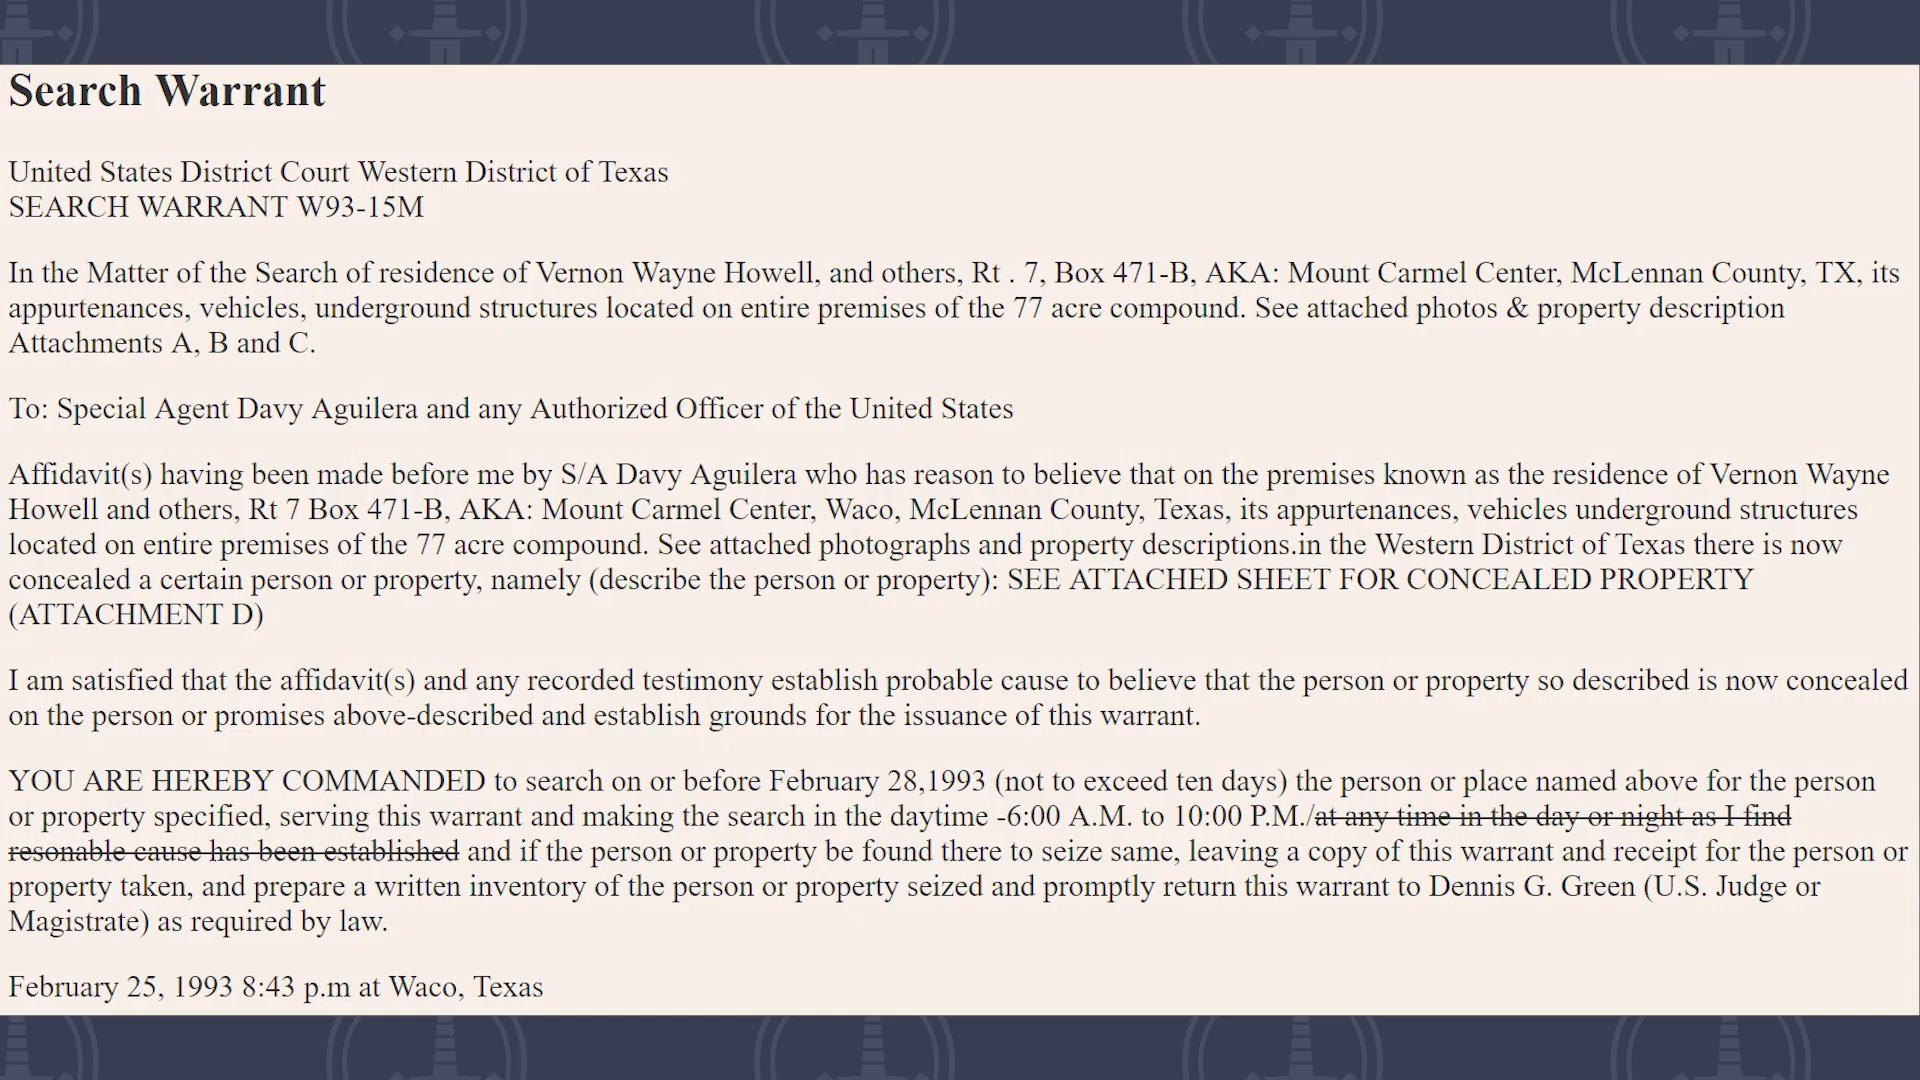 Search Warrant
United States District Court Western District of Texas
SEARCH WARRANT W93-15M
In the Matter of the Search of residence of Vernon Wayne Howell, and others, Rt . 7, Box 471-B, AKA: Mount Carmel Center, McLennan County, TX, its
appurtenances, vehicles, underground structures located on entire premises of the 77 acre compound. See attached photos & property description
Attachments A, B and C.
To: Special Agent Davy Aguilera and any Authorized Officer of the United States
Affidavit(s) having been made before me by S/A Davy Aguilera who has reason to believe that on the premises known as the residence of Vernon Wayne
Howell and others, Rt 7 Box 471-B, AKA: Mount Carmel Center, Waco, McLennan County, Texas, its appurtenances, vehicles underground structures
located on entire premises of the 77 acre compound. See attached photographs and property descriptions.in the Western District of Texas there is now
concealed a certain person or property, namely (describe the person or property): SEE ATTACHED SHEET FOR CONCEALED PROPERTY
(ATTACHMENT D)
I am satisfied that the affidavit(s) and any recorded testimony establish probable cause to believe that the person or property so described is now concealed
on the person or promises above-described and establish grounds for the issuance of this warrant.
YOU ARE HEREBY COMMANDED to search on or before February 28,1993 (not to exceed ten days) the person or place named above for the person
or property specified, serving this warrant and making the search in the daytime -6:00 A.M. to 10:00 P.M./at any time in the day or night as I find
resonable cause has been established and if the person or property be found there to seize same, leaving a copy of this warrant and receipt for the person or
property taken, and prepare a written inventory of the person or property seized and promptly return this warrant to Dennis G. Green (U.S. Judge or
Magistrate) as required by law.
February 25, 1993 8:43 p.m at Waco, Texas